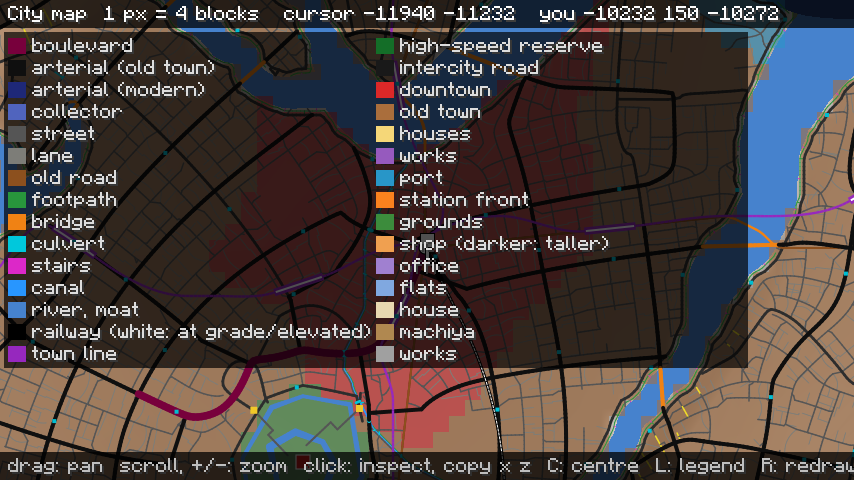 City map 1 px = 4 blocks cursor -11940 -11232 you -10232 150 -10272
boulevard
arterial (old town)
arterial (modern)
collector
street
lane
old road
footpath
bridge
culvert
stairs
canal
river, moat
railway (white: at grade/elevated)
town line
high-speed reserve
intercity road
downtown
old town
houses
works
port
station front
grounds
shop (darker: taller)
office
flats
house
machiya
works
drag: pan scroll, +/-: zoom click: inspect, copy x z C: centre L: legend R: redraw